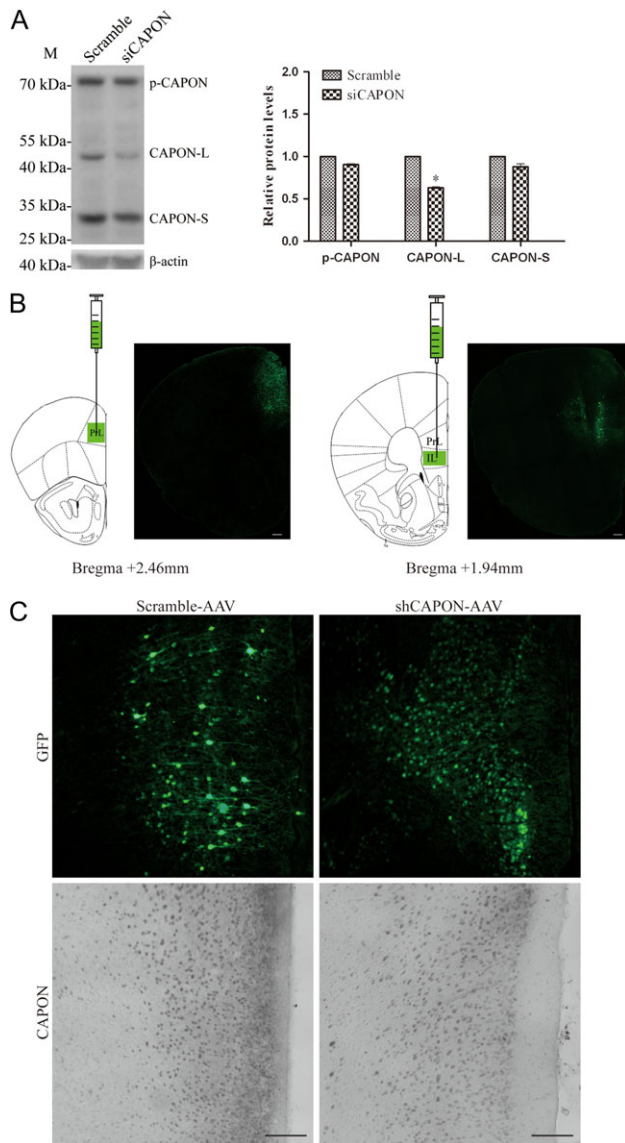 A
M
Scramble
siCAPON
70 kDa
55 kDa
40 kDa
35 kDa
25 kDa
40 kDa
p-CAPON
CAPON-L
CAPON-S
β-actin
Relative protein levels
2.0
1.5
1.0
0.5
0.0
Scramble
siCAPON
*
p-CAPON
CAPON-L
CAPON-S
B
PrL
Bregma +2.46mm
PrL
IL
Bregma +1.94mm
C
Scramble-AAV
shCAPON-AAV
GFP
CAPON